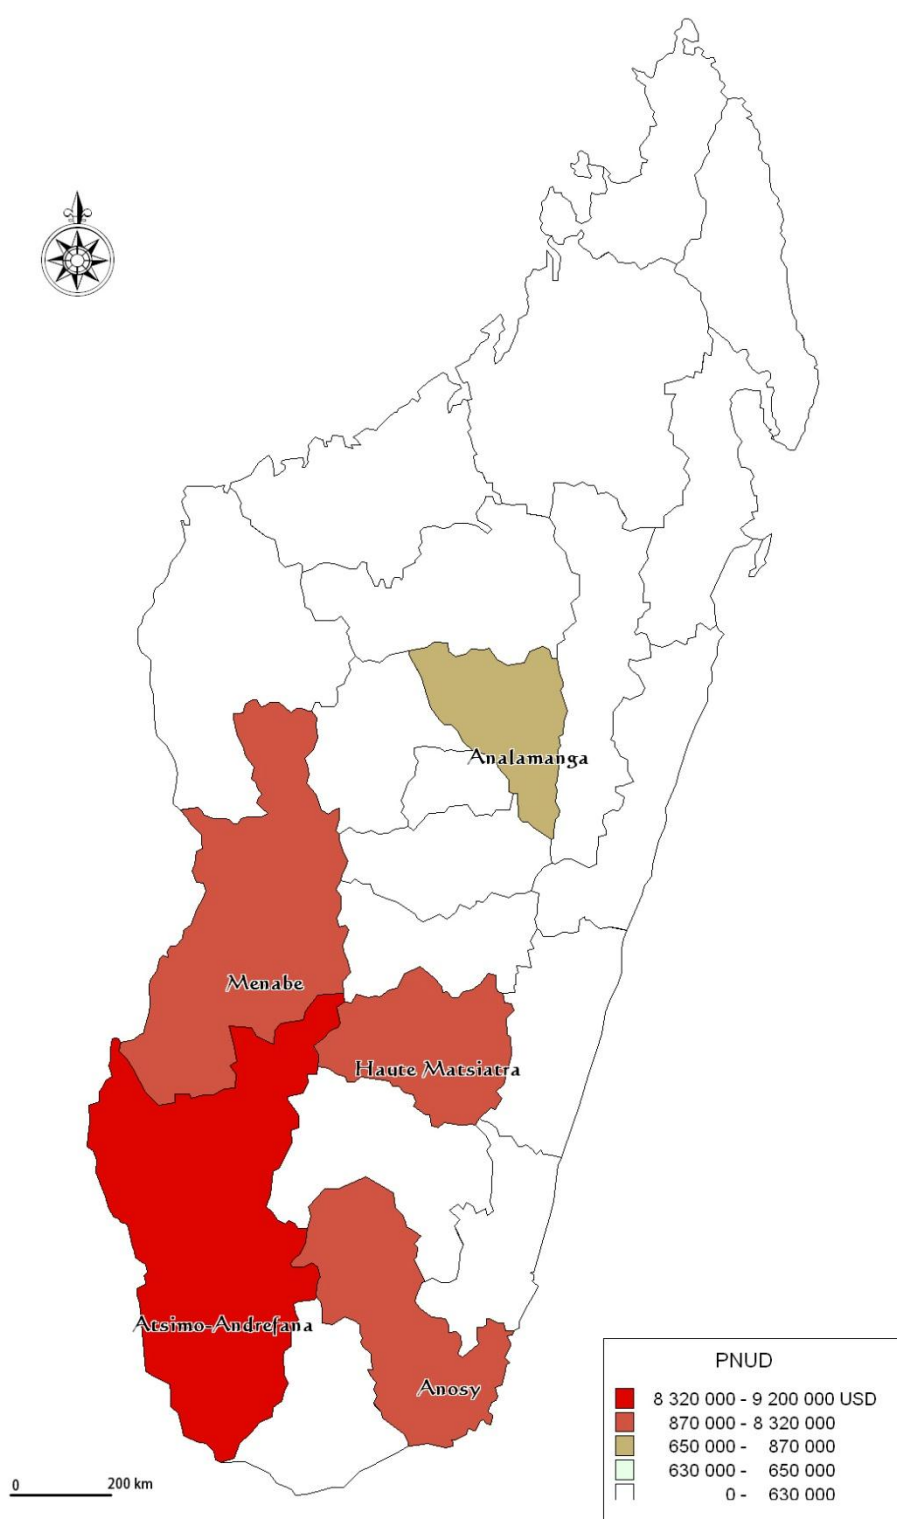 Analamanga
Menabe
Haute Matsiatra
Atsimo-Andrefana
Anosy
PNUD
8 320 000 - 9 200 000 USD
870 000 - 8 320 000
650 000 - 870 000
630 000 - 650 000
0 - 630 000
0 200 km